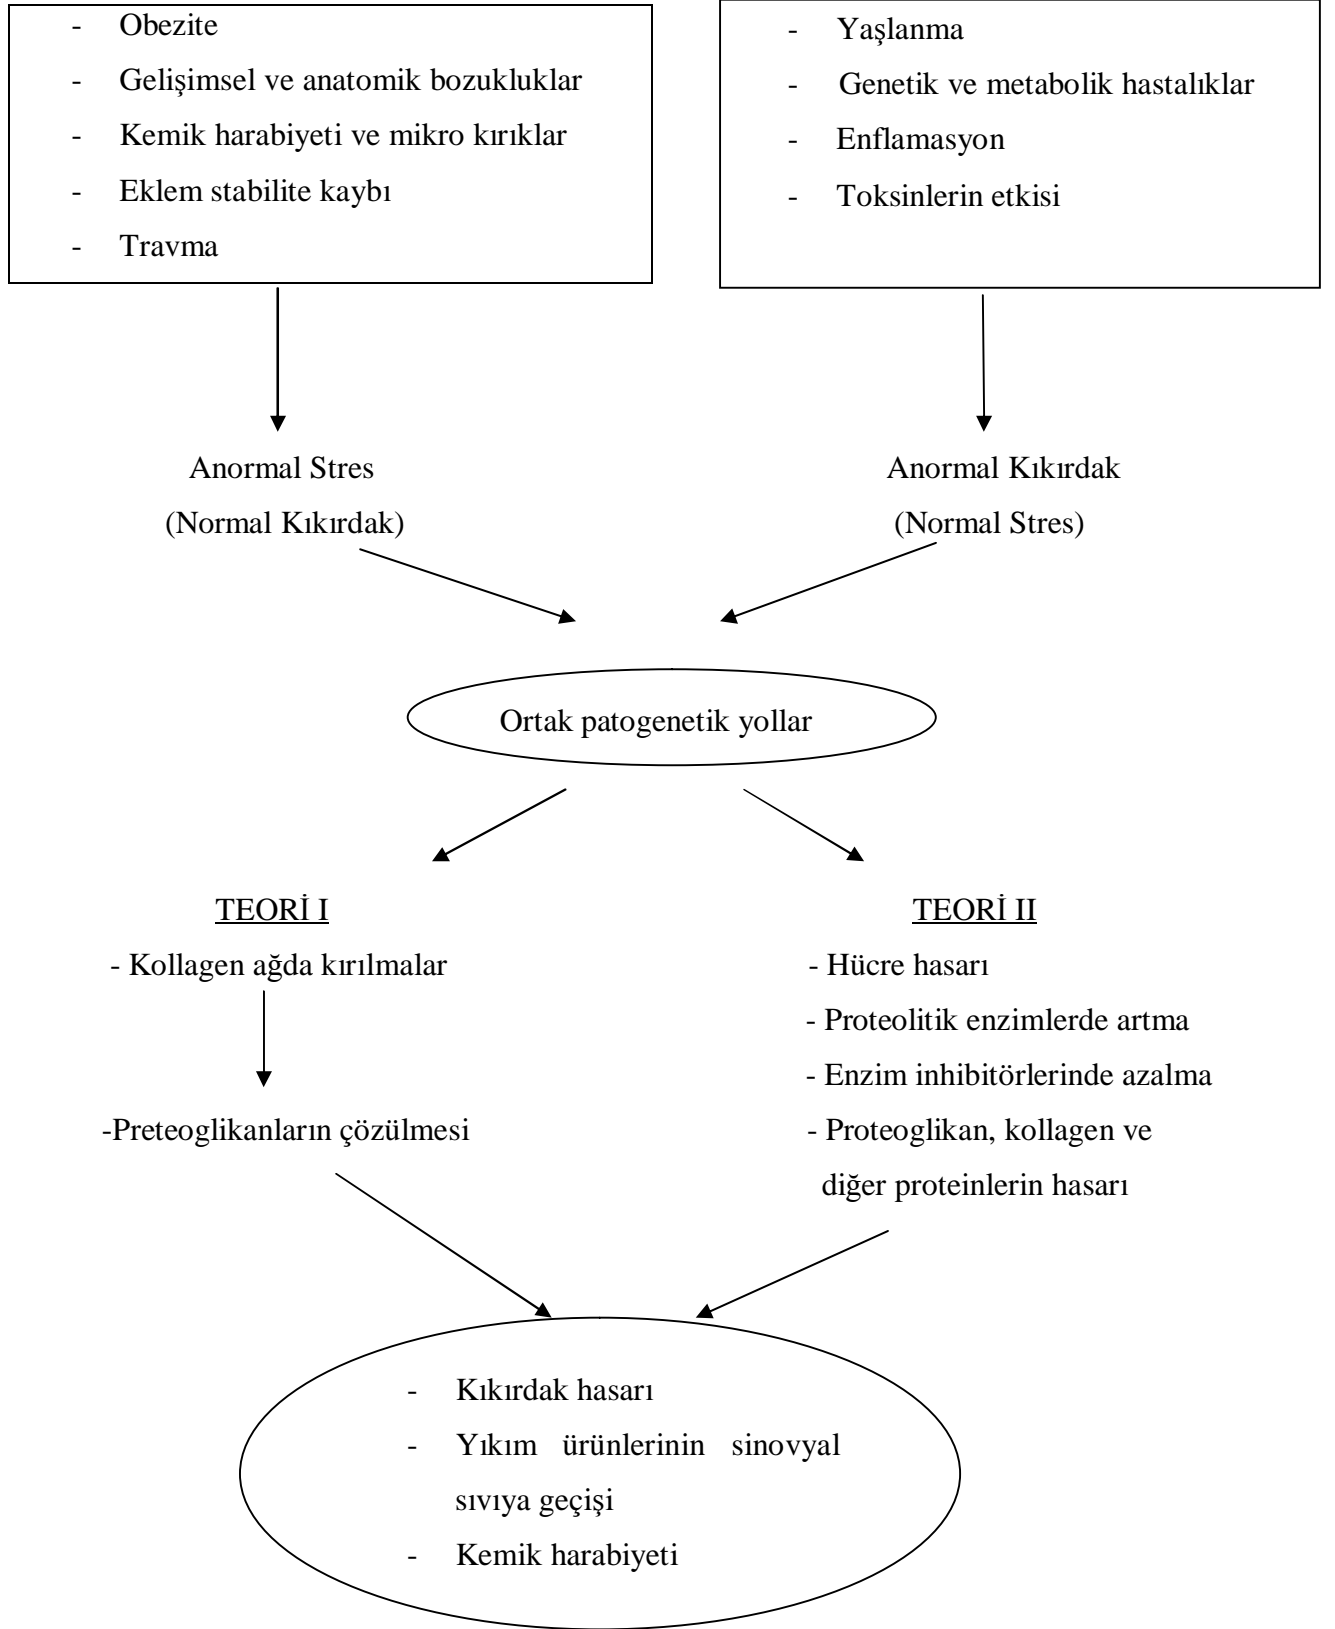 - Obezite
- Gelişimsel ve anatomik bozukluklar
- Kemik harabiyeti ve mikro kırıklar
- Eklem stabilite kaybı
- Travma
- Yaşlanma
- Genetik ve metabolik hastalıklar
- Enflamasyon
- Toksinlerin etkisi
Anormal Stres
(Normal Kıkırdak)
Anormal Kıkırdak
(Normal Stres)
Ortak patogenetik yollar
TEORİ I
- Kollagen ağda kırılmalar
-Preteoglikanların çözülmesi
TEORİ II
- Hücre hasarı
- Proteolitik enzimlerde artma
- Enzim inhibitörlerinde azalma
- Proteoglikan, kollagen ve
diğer proteinlerin hasarı
- Kıkırdak hasarı
- Yıkım ürünlerinin sinovyal
sıvıya geçişi
- Kemik harabiyeti